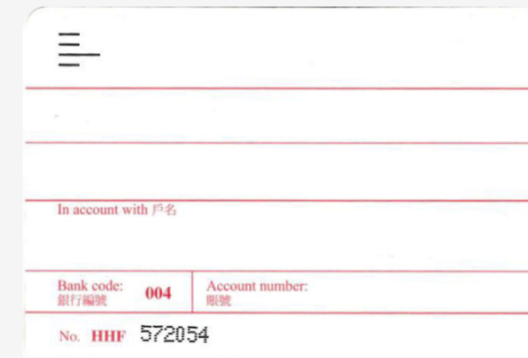 In account with 戶名
Bank code: 004 Account number:
銀行編號 賬號
No. HHF 572054